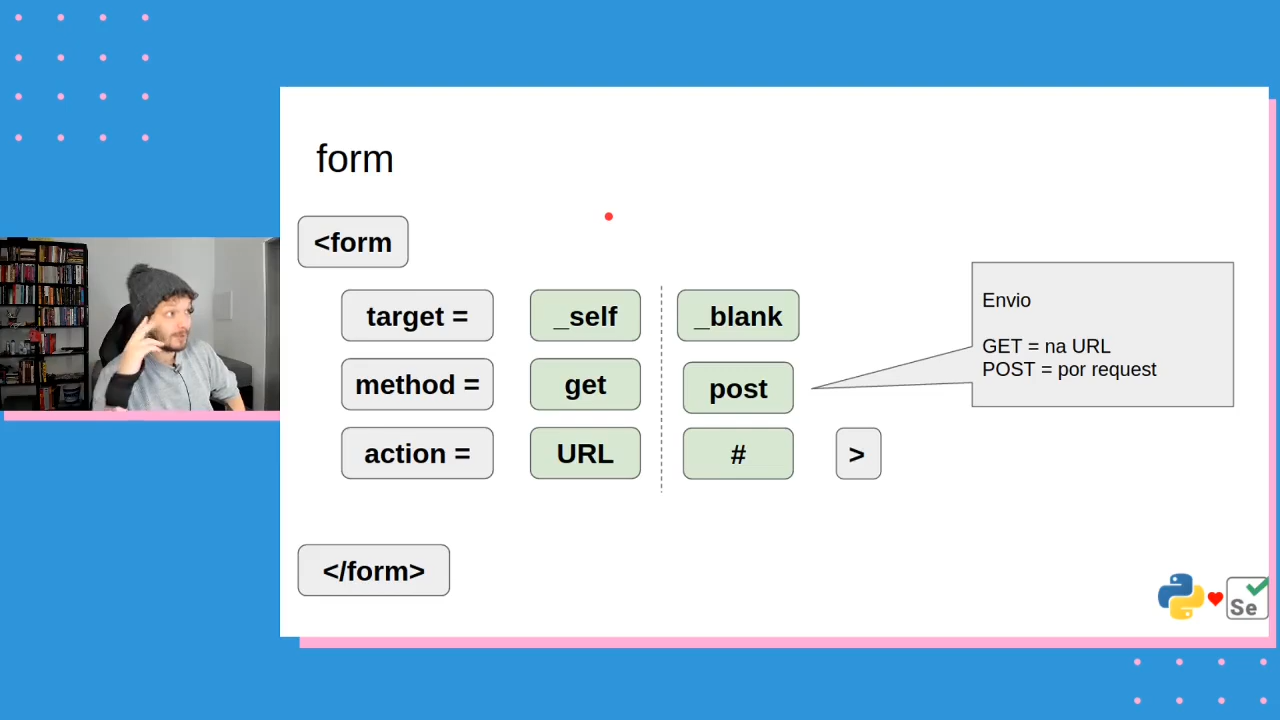 form
<form
target = _self _blank
method = get post
action = URL # >
</form>
Envio
GET = na URL
POST = por request
Se